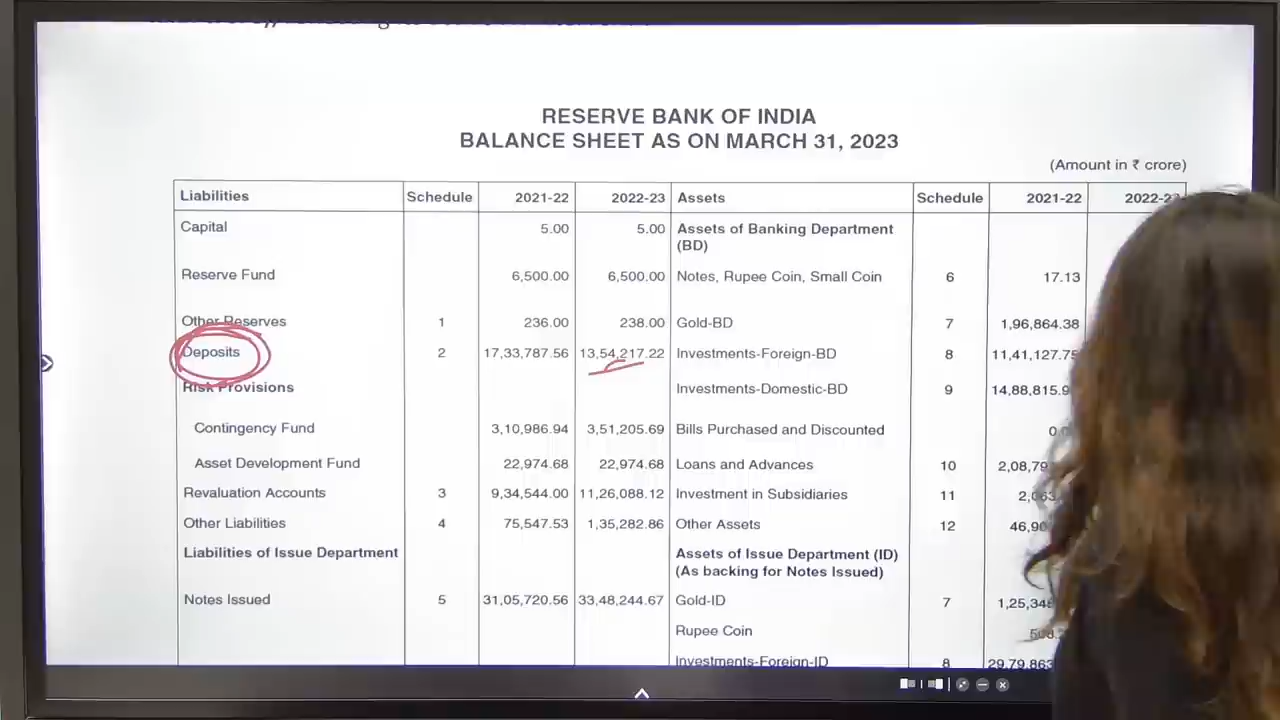 RESERVE BANK OF INDIA
BALANCE SHEET AS ON MARCH 31, 2023
(Amount in ₹ crore)
Liabilities Schedule 2021-22 2022-23 Assets Schedule 2021-22
Capital 5.00 5.00 Assets of Banking Department
(BD)
Reserve Fund 6,500.00 6,500.00 Notes, Rupee Coin, Small Coin 6 17.13
Other Reserves 1 236.00 238.00 Gold-BD 7 1,96,864.38
Deposits 2 17,33,787.56 13,54,217.22 Investments-Foreign-BD 8 11,41,127.75
Risk Provisions Investments-Domestic-BD 9
Contingency Fund 3,10,986.94 3,51,205.69 Bills Purchased and Discounted
Asset Development Fund 22,974.68 22,974.68 Loans and Advances 10
Revaluation Accounts 3 9,34,544.00 11,26,088.12 Investment in Subsidiaries 11
Other Liabilities 4 75,547.53 1,35,282.86 Other Assets 12
Liabilities of Issue Department Assets of Issue Department (ID)
(As backing for Notes Issued)
Notes Issued 5 31,05,720.56 33,48,244.67 Gold-ID 7
Rupee Coin
Investments-Foreign-ID 8